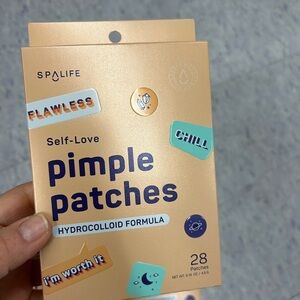 SPALIFE
FLAWLESS
CHILL
Self-Love
pimple
patches
HYDROCOLLOID FORMULA
28
Patches
i'm worth it